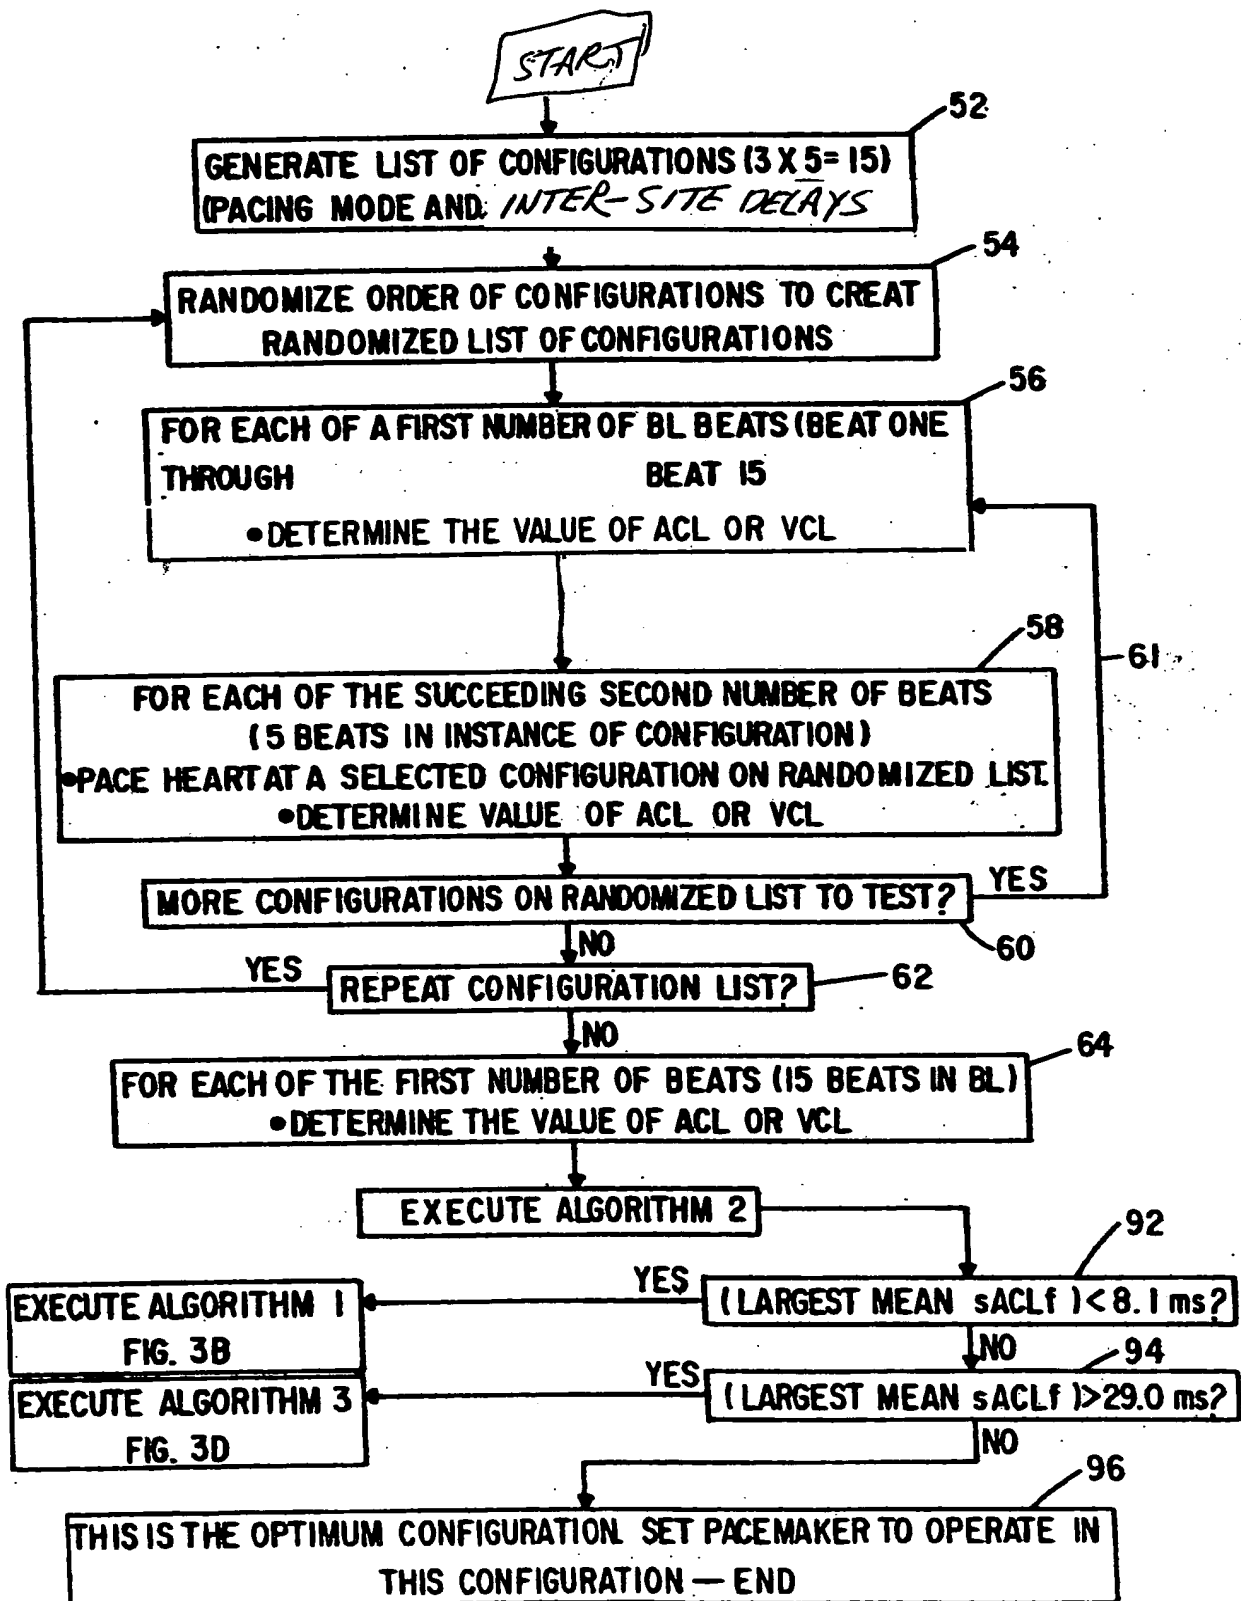 START
52
GENERATE LIST OF CONFIGURATIONS (3 X 5 = 15)
(PACING MODE AND INTER-SITE DELAYS
54
RANDOMIZE ORDER OF CONFIGURATIONS TO CREAT
RANDOMIZED LIST OF CONFIGURATIONS
56
FOR EACH OF A FIRST NUMBER OF BL BEATS (BEAT ONE
THROUGH BEAT 15
•DETERMINE THE VALUE OF ACL OR VCL
58
61
FOR EACH OF THE SUCCEEDING SECOND NUMBER OF BEATS
(5 BEATS IN INSTANCE OF CONFIGURATION)
•PACE HEART AT A SELECTED CONFIGURATION ON RANDOMIZED LIST.
•DETERMINE VALUE OF ACL OR VCL
MORE CONFIGURATIONS ON RANDOMIZED LIST TO TEST?
YES
60
NO
YES
REPEAT CONFIGURATION LIST?
62
NO
64
FOR EACH OF THE FIRST NUMBER OF BEATS (15 BEATS IN BL)
•DETERMINE THE VALUE OF ACL OR VCL
EXECUTE ALGORITHM 2
92
YES
(LARGEST MEAN sACLf)<8.1 ms?
EXECUTE ALGORITHM 1
FIG. 3B
NO
94
YES
(LARGEST MEAN sACLf)>29.0 ms?
EXECUTE ALGORITHM 3
FIG. 3D
NO
96
THIS IS THE OPTIMUM CONFIGURATION SET PACEMAKER TO OPERATE IN
THIS CONFIGURATION — END